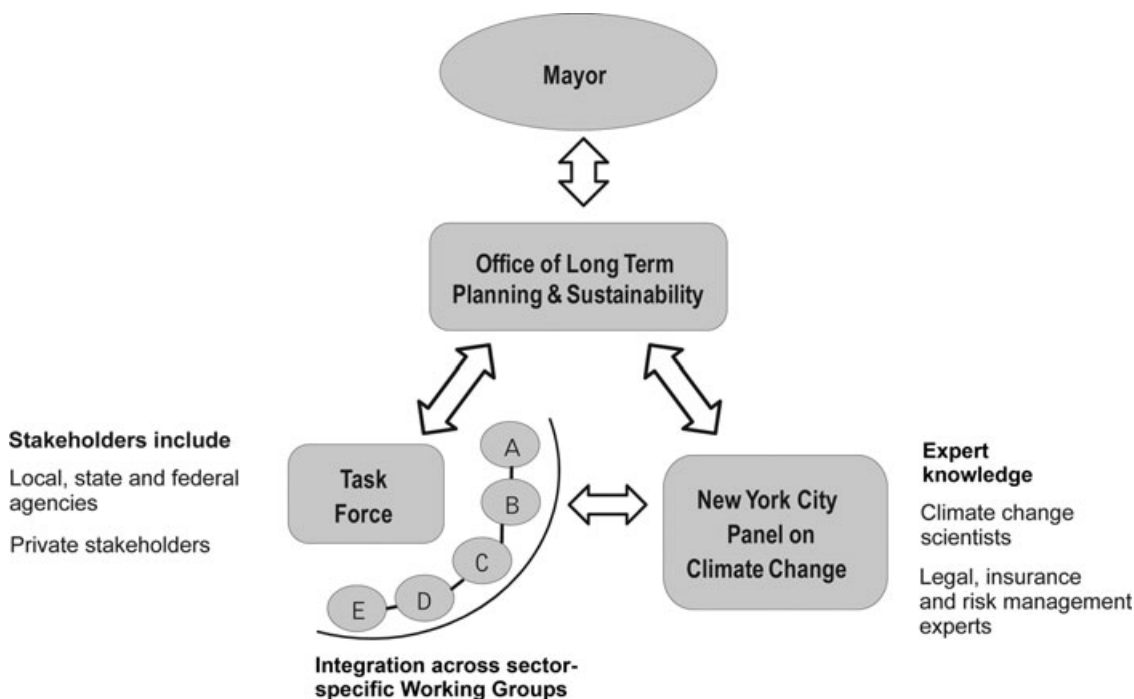 Mayor
Office of Long Term
Planning & Sustainability
Stakeholders include
Local, state and federal
agencies
Private stakeholders
Task
Force
A
B
C
D
E
Integration across sector-
specific Working Groups
New York City
Panel on
Climate Change
Expert
knowledge
Climate change
scientists
Legal, insurance
and risk management
experts